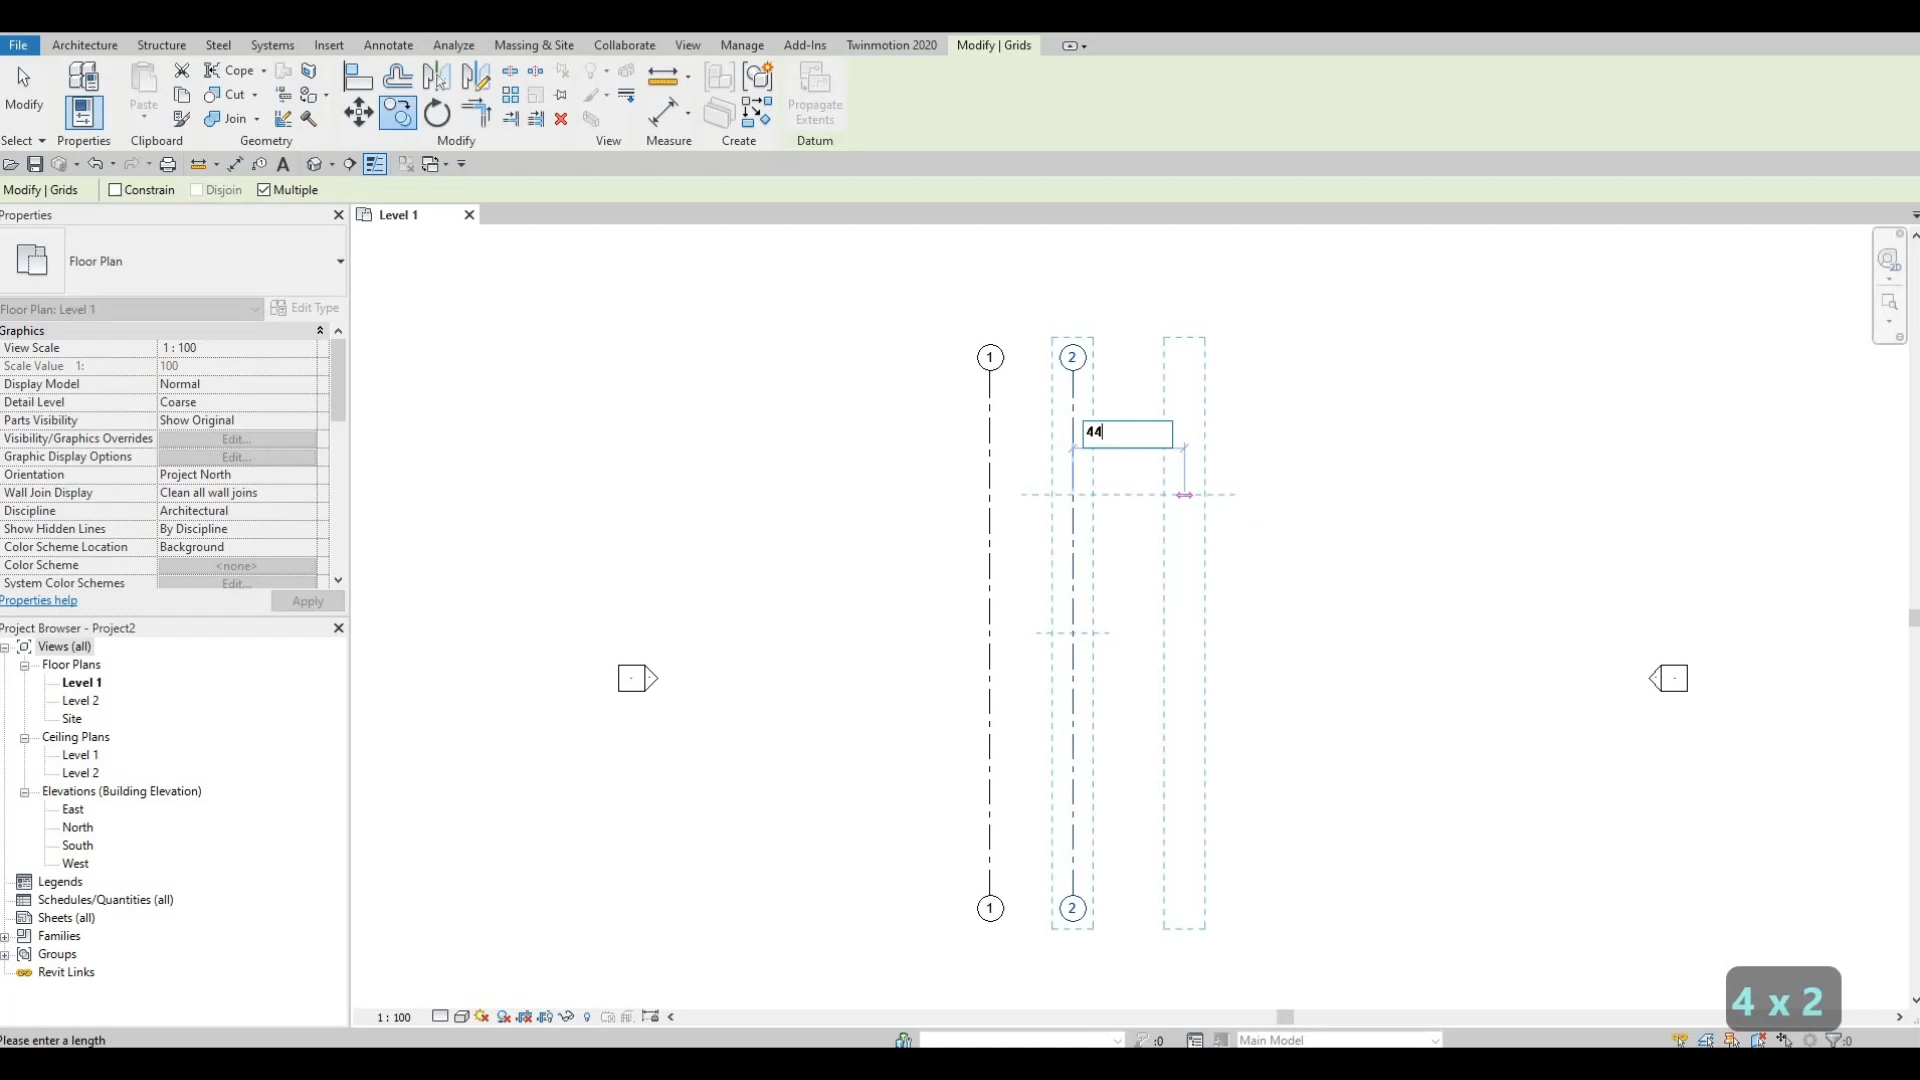 File Architecture Structure Steel Systems Insert Annotate Analyze Massing & Site Collaborate View Manage Add-Ins Twinmotion 2020 Modify | Grids
Modify Paste Cope Cut Join Propagate Extents
Select Properties Clipboard Geometry Modify View Measure Create Datum
Modify | Grids Constrain Disjoin Multiple
Properties
Level 1
Floor Plan
Floor Plan: Level 1 Edit Type
Graphics
View Scale 1 : 100
Scale Value 1: 100
Display Model Normal
Detail Level Coarse
Parts Visibility Show Original
Visibility/Graphics Overrides Edit...
Graphic Display Options Edit...
Orientation Project North
Wall Join Display Clean all wall joins
Discipline Architectural
Show Hidden Lines By Discipline
Color Scheme Location Background
Color Scheme <none>
System Color Schemes Edit...
Properties help Apply
Project Browser - Project2
Views (all)
Floor Plans
Level 1
Level 2
Site
Ceiling Plans
Level 1
Level 2
Elevations (Building Elevation)
East
North
South
West
Legends
Schedules/Quantities (all)
Sheets (all)
Families
Groups
Revit Links
1 2
44
1 2
2D
4 x 2
1 : 100
Please enter a length :0 Main Model :0